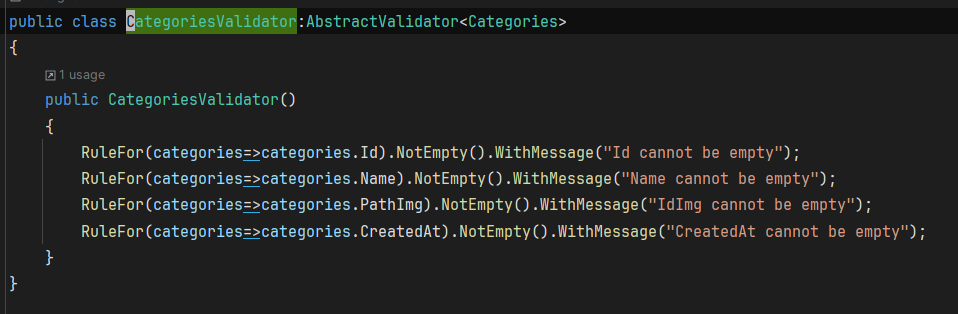 public class CategoriesValidator:AbstractValidator<Categories>
{
1 usage
public CategoriesValidator()
{
RuleFor(categories=>categories.Id).NotEmpty().WithMessage("Id cannot be empty");
RuleFor(categories=>categories.Name).NotEmpty().WithMessage("Name cannot be empty");
RuleFor(categories=>categories.PathImg).NotEmpty().WithMessage("IdImg cannot be empty");
RuleFor(categories=>categories.CreatedAt).NotEmpty().WithMessage("CreatedAt cannot be empty");
}
}